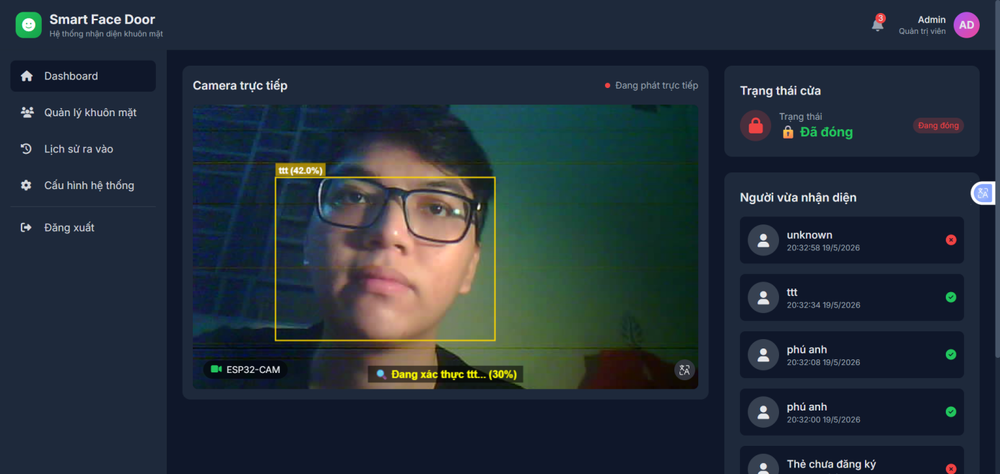 Smart Face Door
Hệ thống nhận diện khuôn mặt
3
Admin
Quản trị viên
AD
Dashboard
Quản lý khuôn mặt
Lịch sử ra vào
Cấu hình hệ thống
Đăng xuất
Camera trực tiếp
Đang phát trực tiếp
ttt (42.0%)
ESP32-CAM
Đang xác thực ttt... (30%)
Trạng thái cửa
Trạng thái
Đã đóng
Đang đóng
Người vừa nhận diện
unknown
20:32:58 19/5/2026
ttt
20:32:34 19/5/2026
phú anh
20:32:08 19/5/2026
phú anh
20:32:00 19/5/2026
Thẻ chưa đăng ký